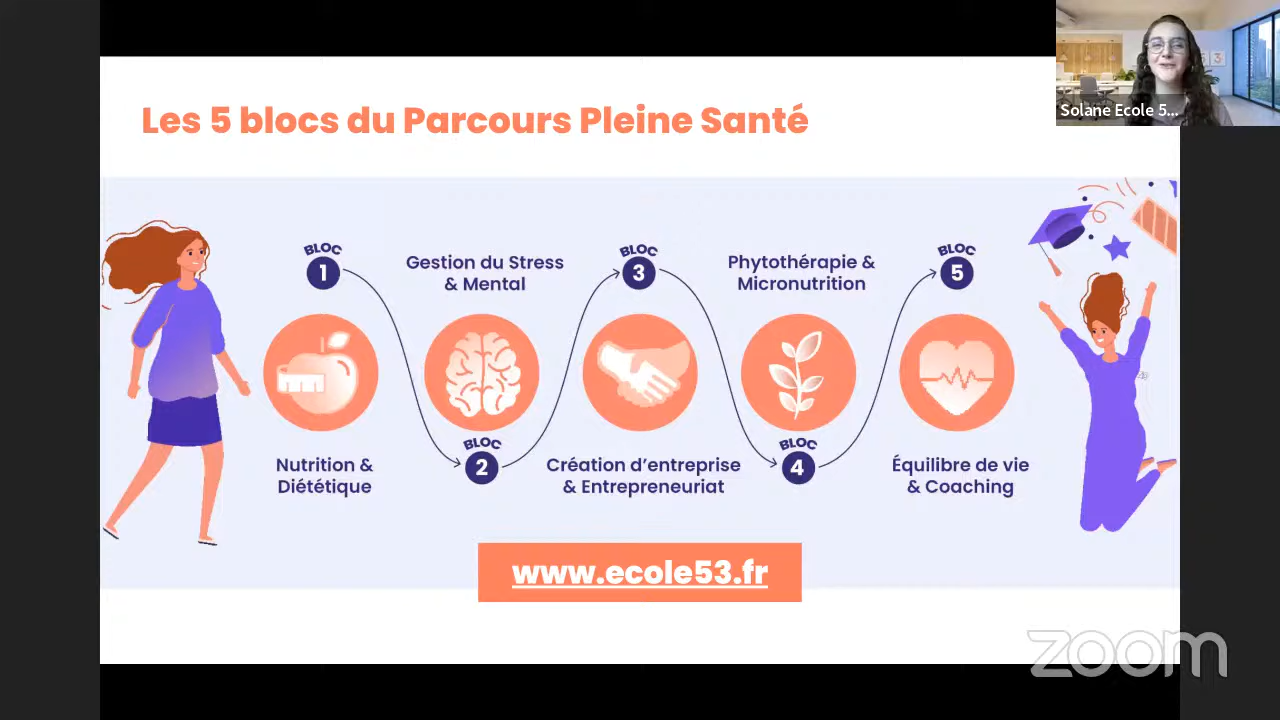 Solane Ecole 5...
Les 5 blocs du Parcours Pleine Santé
BLOC
1
Nutrition &
Diététique
Gestion du Stress
& Mental
BLOC
2
BLOC
3
Création d'entreprise
& Entrepreneuriat
Phytothérapie &
Micronutrition
BLOC
4
BLOC
5
Équilibre de vie
& Coaching
www.ecole53.fr
zoom